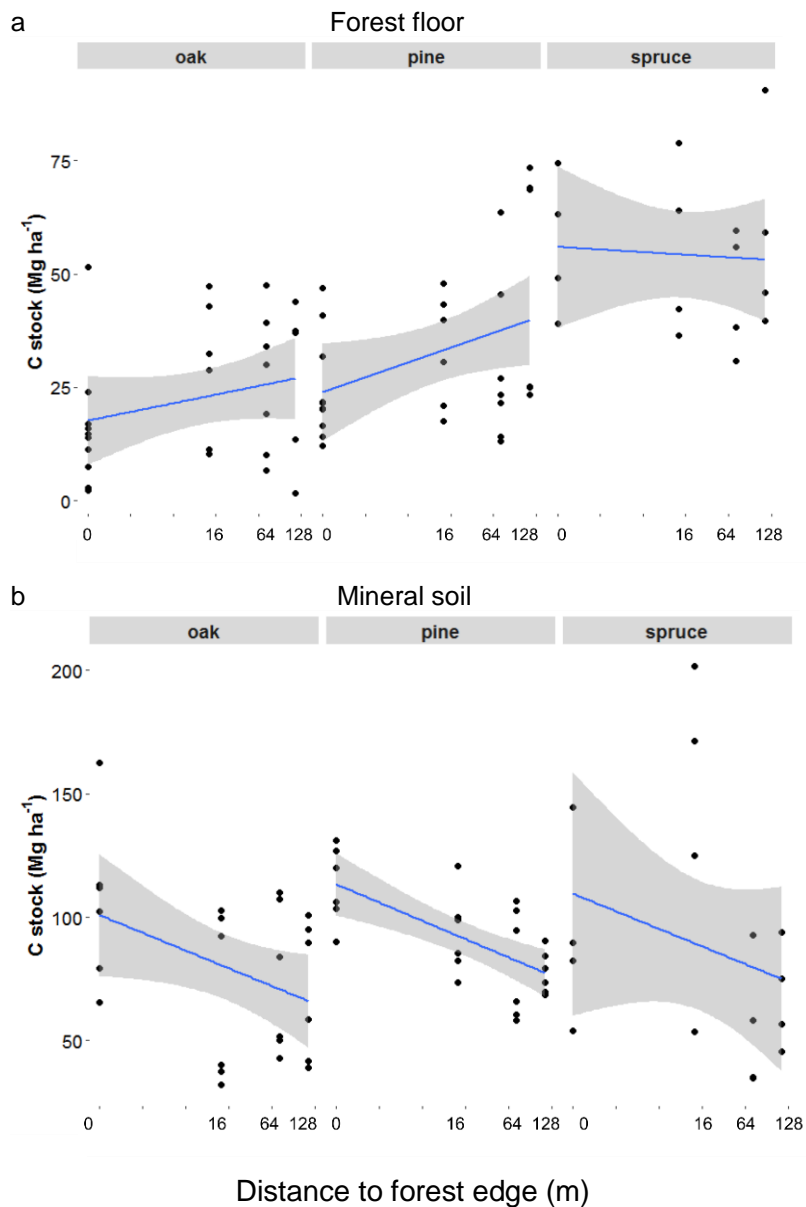 a Forest floor
oak pine spruce
75
50
25
0
C stock (Mg ha⁻¹)
0 16 64 128 0 16 64 128 0 16 64 128
b Mineral soil
oak pine spruce
200
150
100
50
C stock (Mg ha⁻¹)
0 16 64 128 0 16 64 128 0 16 64 128
Distance to forest edge (m)